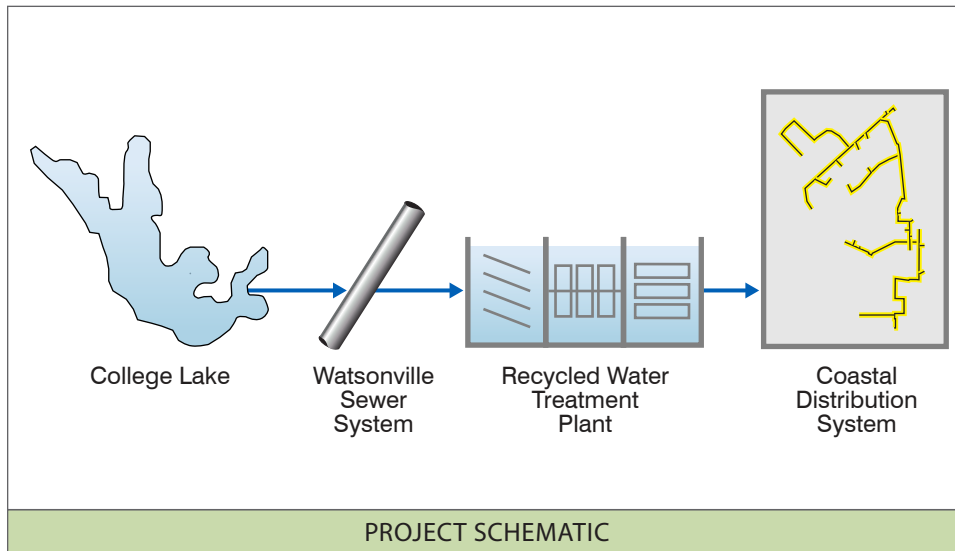 College Lake
Watsonville
Sewer
System
Recycled Water
Treatment
Plant
Coastal
Distribution
System
PROJECT SCHEMATIC